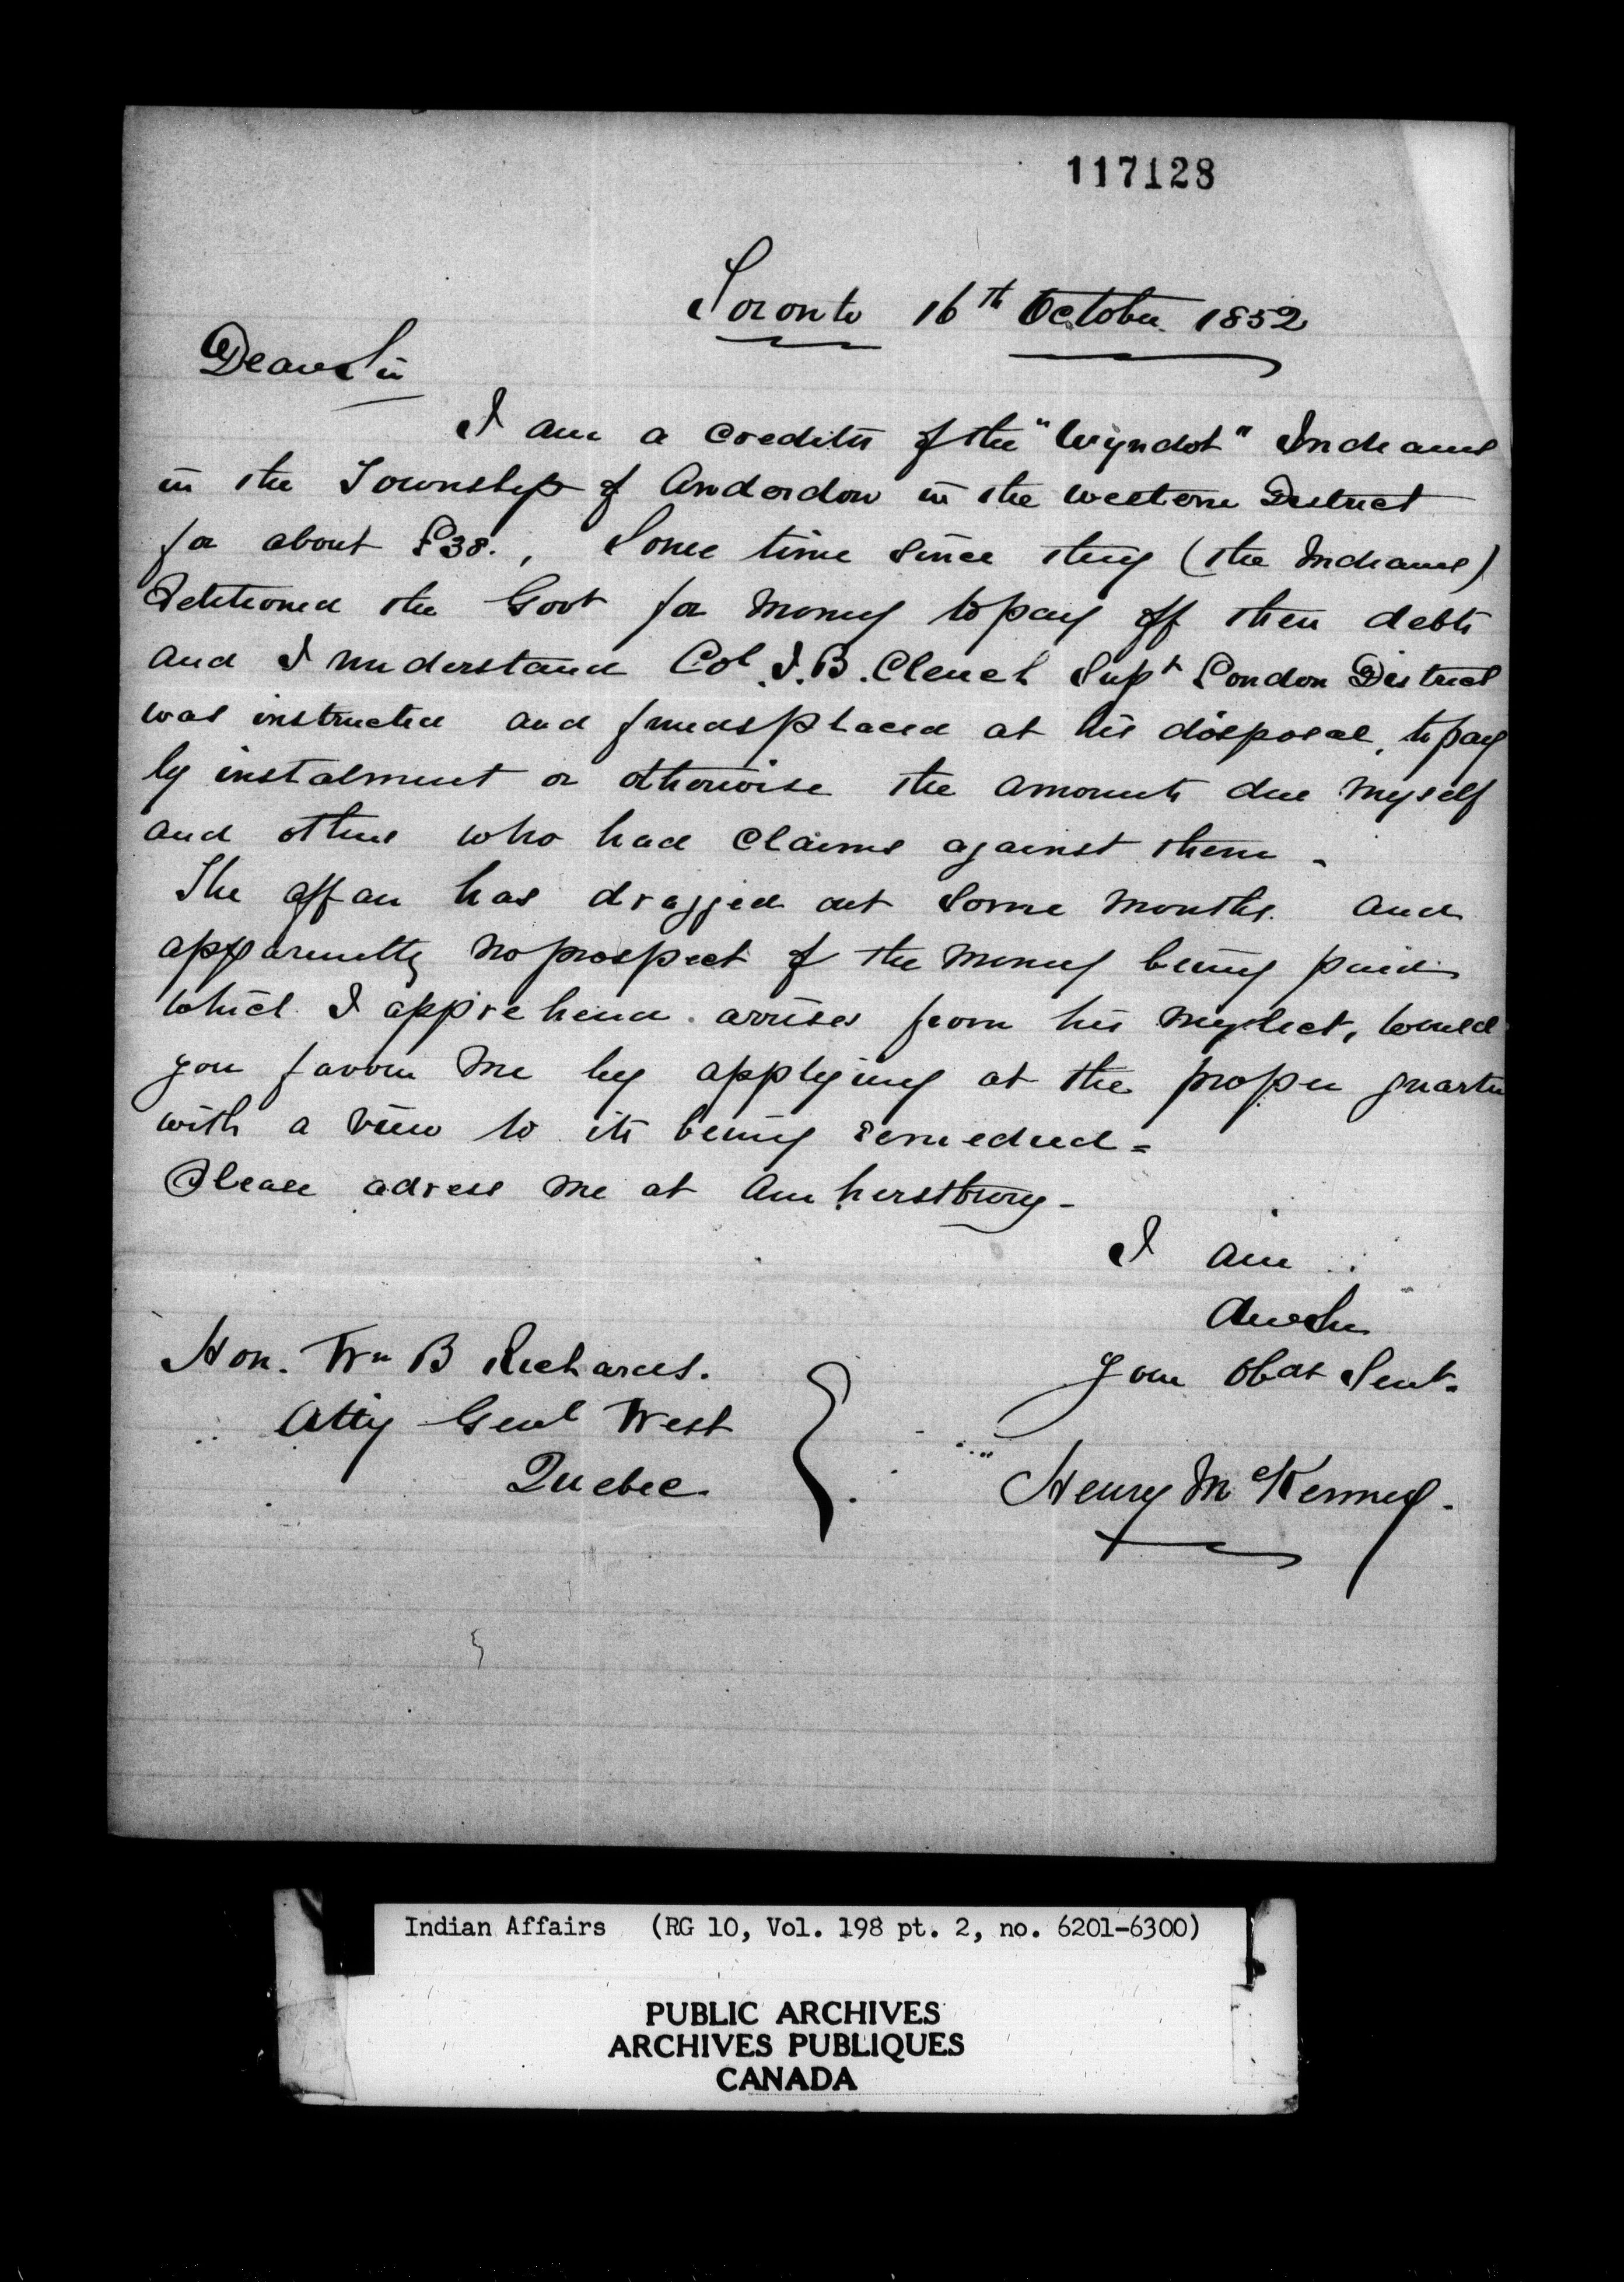 117128
Toronto 16th October 1852
Dear Sir
I am a creditor of the "Wyndot" Indians
in the Township of Anderdon in the western District
for about £38., Some time since they (the Indians)
Petitioned the Govt for money to pay off their debts
and I understand Col. J. B. Clench Supt London District
was instructed and funds placed at his disposal, to pay
by instalment or otherwise the amounts due myself
and others who had claims against them -
The affair has dragged out some months and
apparently no prospect of the money being paid
which I apprehend arrises from his neglect, would
you favour me by applying at the proper quarter
with a view to its being remedied =
Please adress me at Amherstburg -
I am
Dear Sir
Your Obdt Servt.
Henry McKenney.
Hon. Wm B Richards.
Atty Genl West
Quebec
Indian Affairs (RG 10, Vol. 198 pt. 2, no. 6201-6300)
PUBLIC ARCHIVES
ARCHIVES PUBLIQUES
CANADA